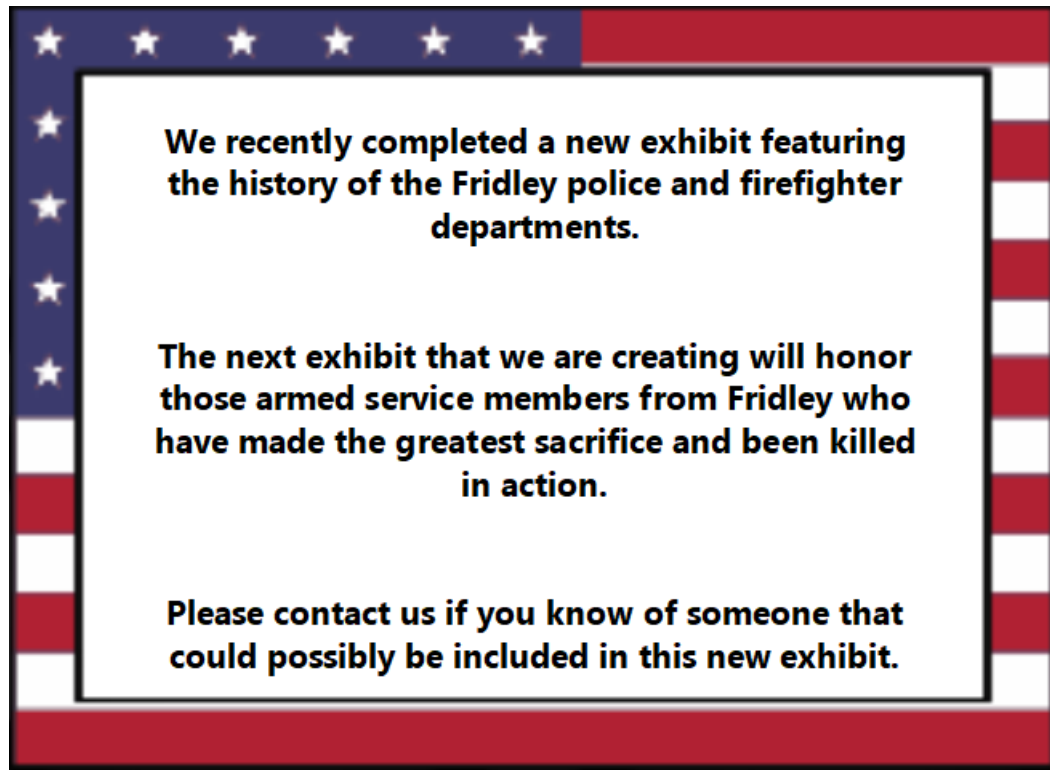 We recently completed a new exhibit featuring
the history of the Fridley police and firefighter
departments.
The next exhibit that we are creating will honor
those armed service members from Fridley who
have made the greatest sacrifice and been killed
in action.
Please contact us if you know of someone that
could possibly be included in this new exhibit.